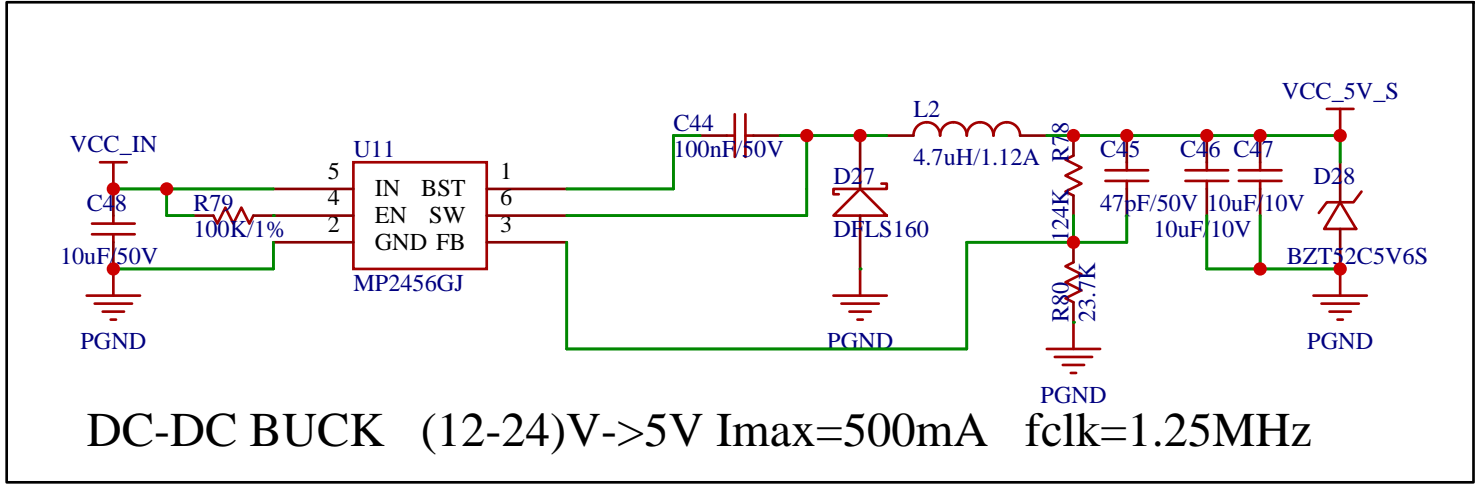 VCC_IN
C48
10uF/50V
PGND
R79
100K/1%
U11
5 IN BST 1
4 EN SW 6
2 GND FB 3
MP2456GJ
C44
100nF/50V
D27
DFLS160
PGND
L2
4.7uH/1.12A
R78
124K
R80
23.7K
PGND
C45
47pF/50V
C46
10uF/10V
C47
10uF/10V
VCC_5V_S
D28
BZT52C5V6S
PGND
DC-DC BUCK (12-24)V->5V Imax=500mA fclk=1.25MHz